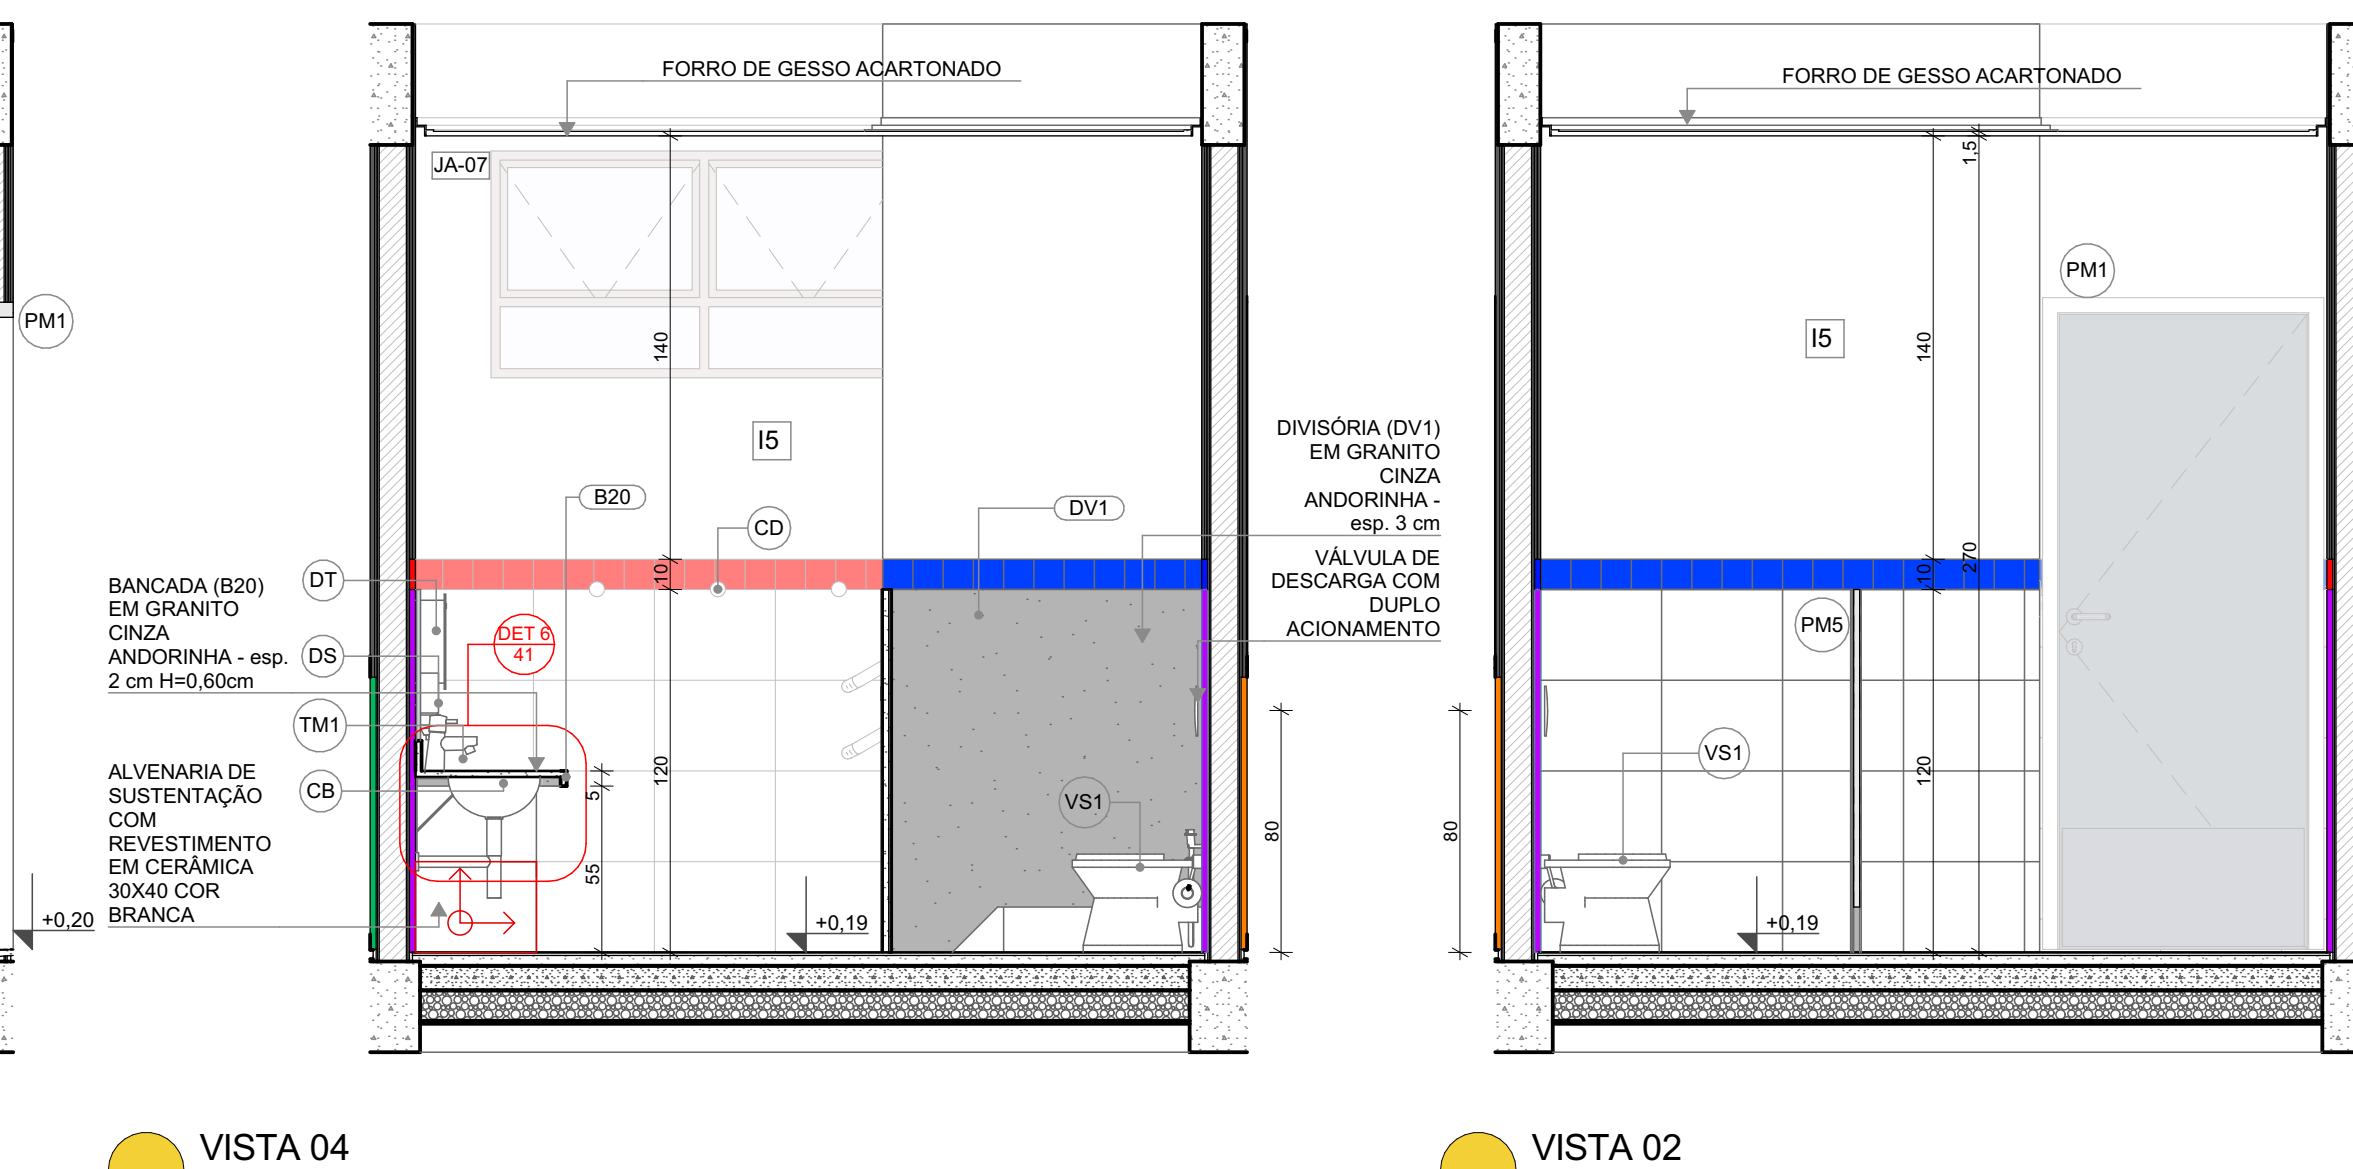 PM1
+0,20
FORRO DE GESSO ACARTONADO
JA-07
140
I5
B20
CD
DV1
10
BANCADA (B20)
EM GRANITO
CINZA
ANDORINHA - esp.
2 cm H=0,60cm
DT
DS
TM1
CB
DET 6
41
ALVENARIA DE
SUSTENTAÇÃO
COM
REVESTIMENTO
EM CERÂMICA
30X40 COR
BRANCA
5
55
120
+0,19
VS1
80
DIVISÓRIA (DV1)
EM GRANITO
CINZA
ANDORINHA -
esp. 3 cm
VÁLVULA DE
DESCARGA COM
DUPLO
ACIONAMENTO
VISTA 04
FORRO DE GESSO ACARTONADO
1,5
PM1
I5
140
270
10
PM5
VS1
120
80
+0,19
VISTA 02